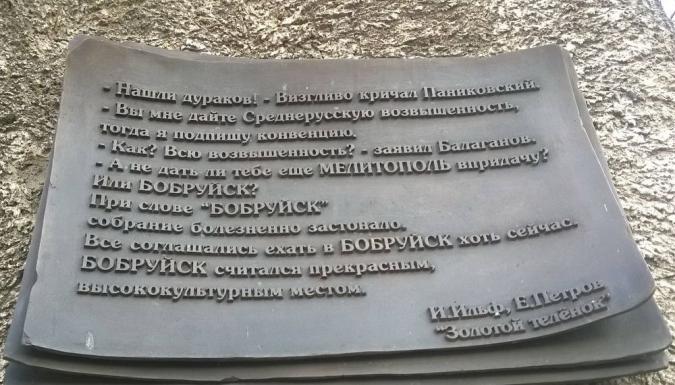 - Нашли дураков! - Визгливо кричал Паниковский.
- Вы мне дайте Среднерусскую возвышенность,
тогда я подпишу конвенцию.
- Как? Всю возвышенность? - заявил Балаганов.
- А не дать ли тебе еще МЕЛИТОПОЛЬ впридачу?
Или БОБРУЙСК?
При слове "БОБРУЙСК"
собрание болезненно застонало.
Все соглашались ехать в БОБРУЙСК хоть сейчас.
БОБРУЙСК считался прекрасным,
высококультурным местом.
И.Ильф, Е.Петров
"Золотой телёнок"